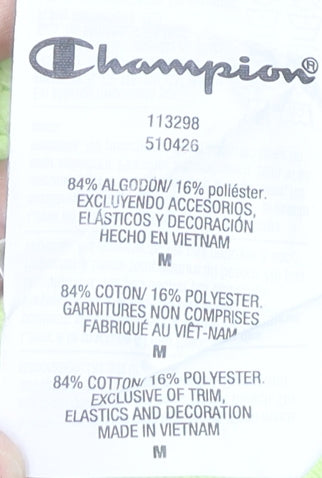 Champion®
113298
510426
84% ALGODÓN/ 16% poliéster.
EXCLUYENDO ACCESORIOS,
ELÁSTICOS Y DECORACIÓN
HECHO EN VIETNAM
M
84% COTON/ 16% POLYESTER.
GARNITURES NON COMPRISES
FABRIQUÉ AU VIÊT-NAM
M
84% COTTON/ 16% POLYESTER.
EXCLUSIVE OF TRIM,
ELASTICS AND DECORATION
MADE IN VIETNAM
M